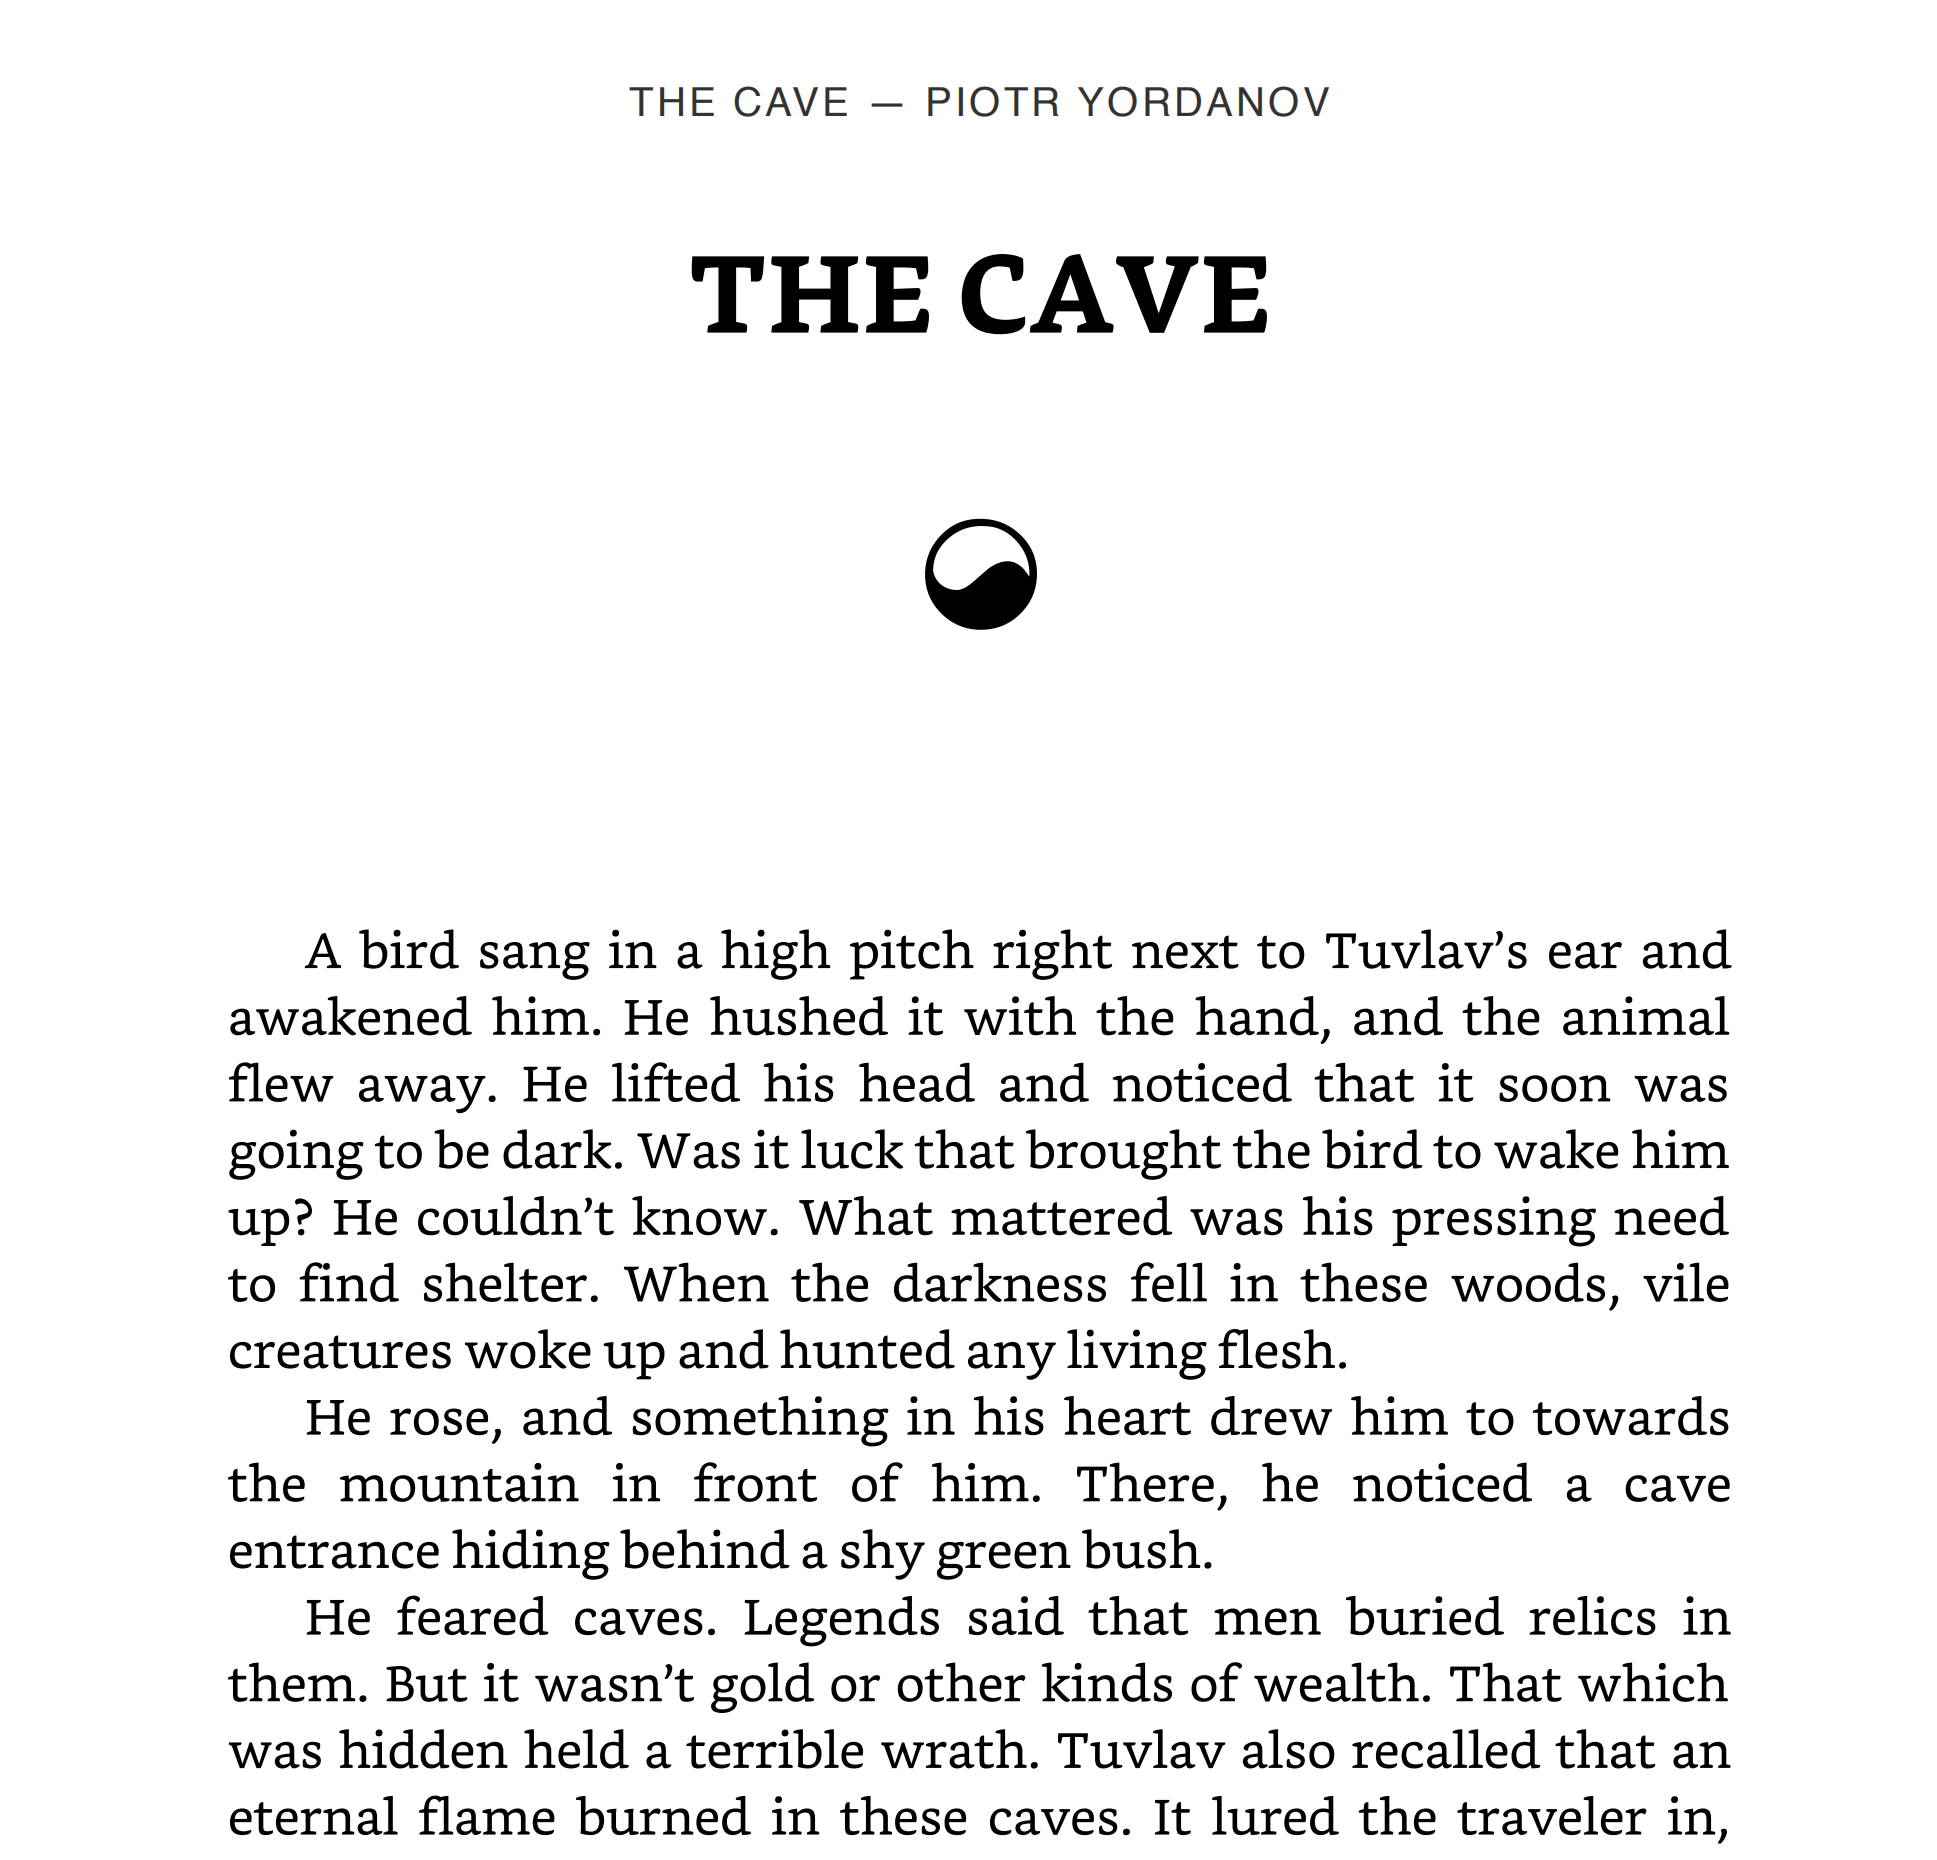 THE CAVE — PIOTR YORDANOV
THE CAVE
A bird sang in a high pitch right next to Tuvlav’s ear and
awakened him. He hushed it with the hand, and the animal
flew away. He lifted his head and noticed that it soon was
going to be dark. Was it luck that brought the bird to wake him
up? He couldn’t know. What mattered was his pressing need
to find shelter. When the darkness fell in these woods, vile
creatures woke up and hunted any living flesh.
He rose, and something in his heart drew him to towards
the mountain in front of him. There, he noticed a cave
entrance hiding behind a shy green bush.
He feared caves. Legends said that men buried relics in
them. But it wasn’t gold or other kinds of wealth. That which
was hidden held a terrible wrath. Tuvlav also recalled that an
eternal flame burned in these caves. It lured the traveler in,